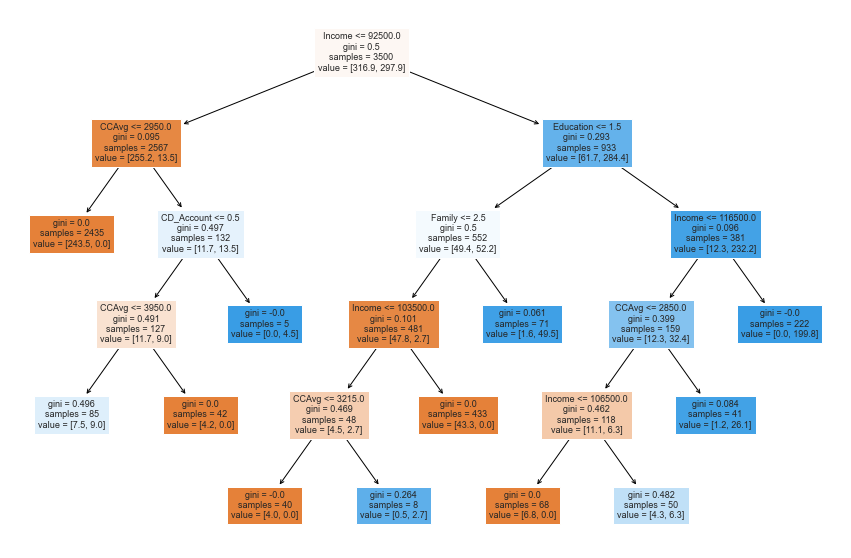 Income <= 92500.0
gini = 0.5
samples = 3500
value = [316.9, 297.9]
CCAvg <= 2950.0
gini = 0.095
samples = 2567
value = [255.2, 13.5]
Education <= 1.5
gini = 0.293
samples = 933
value = [61.7, 284.4]
gini = 0.0
samples = 2435
value = [243.5, 0.0]
CD_Account <= 0.5
gini = 0.497
samples = 132
value = [11.7, 13.5]
Family <= 2.5
gini = 0.5
samples = 552
value = [49.4, 52.2]
Income <= 116500.0
gini = 0.096
samples = 381
value = [12.3, 232.2]
CCAvg <= 3950.0
gini = 0.491
samples = 127
value = [11.7, 9.0]
gini = -0.0
samples = 5
value = [0.0, 4.5]
Income <= 103500.0
gini = 0.101
samples = 481
value = [47.8, 2.7]
gini = 0.061
samples = 71
value = [1.6, 49.5]
CCAvg <= 2850.0
gini = 0.399
samples = 159
value = [12.3, 32.4]
gini = -0.0
samples = 222
value = [0.0, 199.8]
gini = 0.496
samples = 85
value = [7.5, 9.0]
gini = 0.0
samples = 42
value = [4.2, 0.0]
CCAvg <= 3215.0
gini = 0.469
samples = 48
value = [4.5, 2.7]
gini = 0.0
samples = 433
value = [43.3, 0.0]
Income <= 106500.0
gini = 0.462
samples = 118
value = [11.1, 6.3]
gini = 0.084
samples = 41
value = [1.2, 26.1]
gini = -0.0
samples = 40
value = [4.0, 0.0]
gini = 0.264
samples = 8
value = [0.5, 2.7]
gini = 0.0
samples = 68
value = [6.8, 0.0]
gini = 0.482
samples = 50
value = [4.3, 6.3]